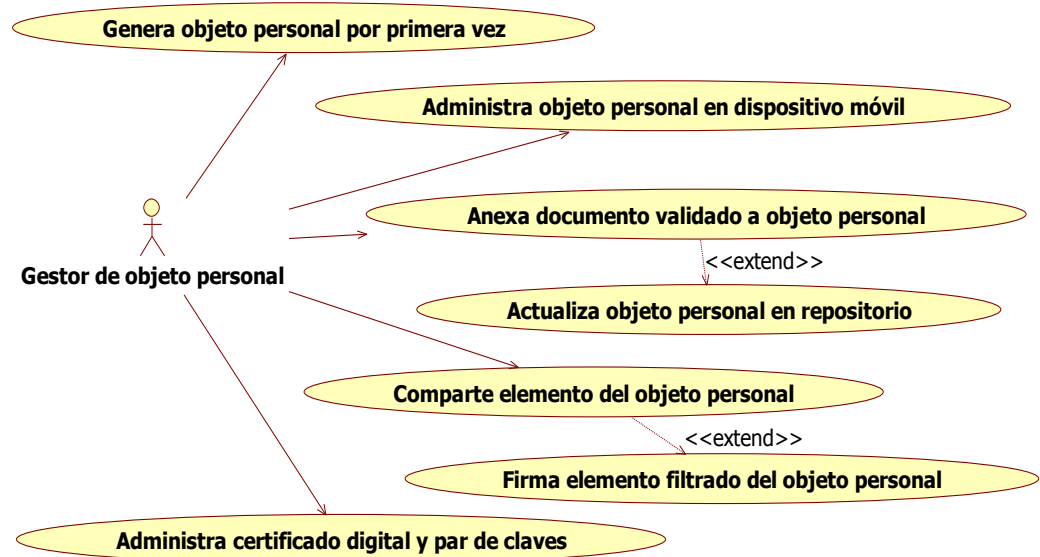 Genera objeto personal por primera vez
Administra objeto personal en dispositivo móvil
Anexa documento validado a objeto personal
<<extend>>
Gestor de objeto personal
Actualiza objeto personal en repositorio
Comparte elemento del objeto personal
<<extend>>
Firma elemento filtrado del objeto personal
Administra certificado digital y par de claves